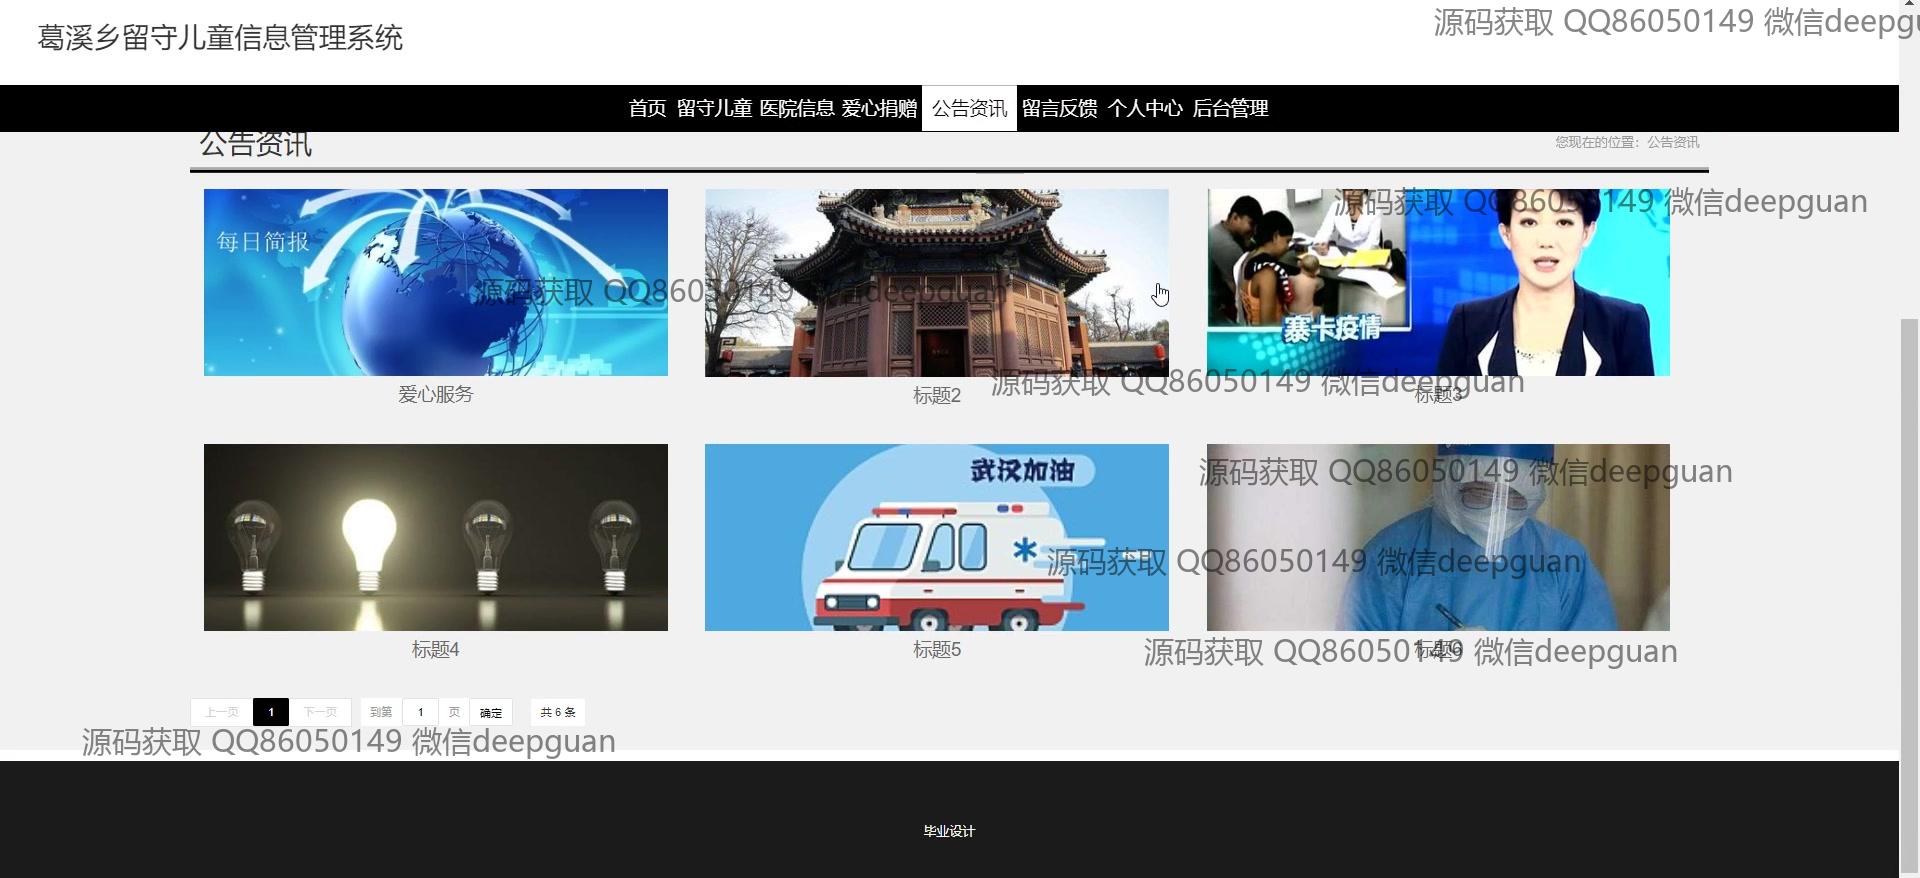 葛溪乡留守儿童信息管理系统
源码获取 QQ86050149 微信deepgu
首页 留守儿童 医院信息 爱心捐赠 公告资讯 留言反馈 个人中心 后台管理
公告资讯
您现在的位置：公告资讯
源码获取 QQ86050149 微信deepguan
每日简报
源码获取 QQ86050149 微信deepguan
寨卡疫情
爱心服务
标题2
标题3
源码获取 QQ86050149 微信deepguan
武汉加油
源码获取 QQ86050149 微信deepguan
源码获取 QQ86050149 微信deepguan
标题4
标题5
标题6
源码获取 QQ86050149 微信deepguan
上一页 1 下一页 到第 1 页 确定 共 6 条
源码获取 QQ86050149 微信deepguan
毕业设计